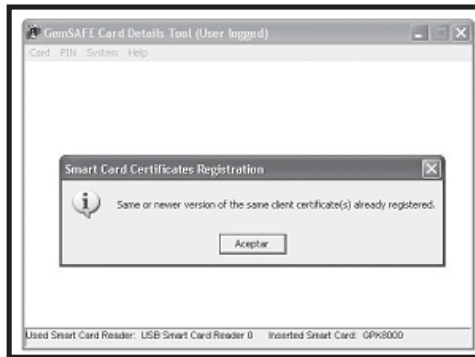 GemSAFE Card Details Tool (User logged)
Card PIN System Help
Smart Card Certificates Registration
Same or newer version of the same client certificate(s) already registered.
Aceptar
Used Smart Card Reader: USB Smart Card Reader 0 Inserted Smart Card: GPK8000